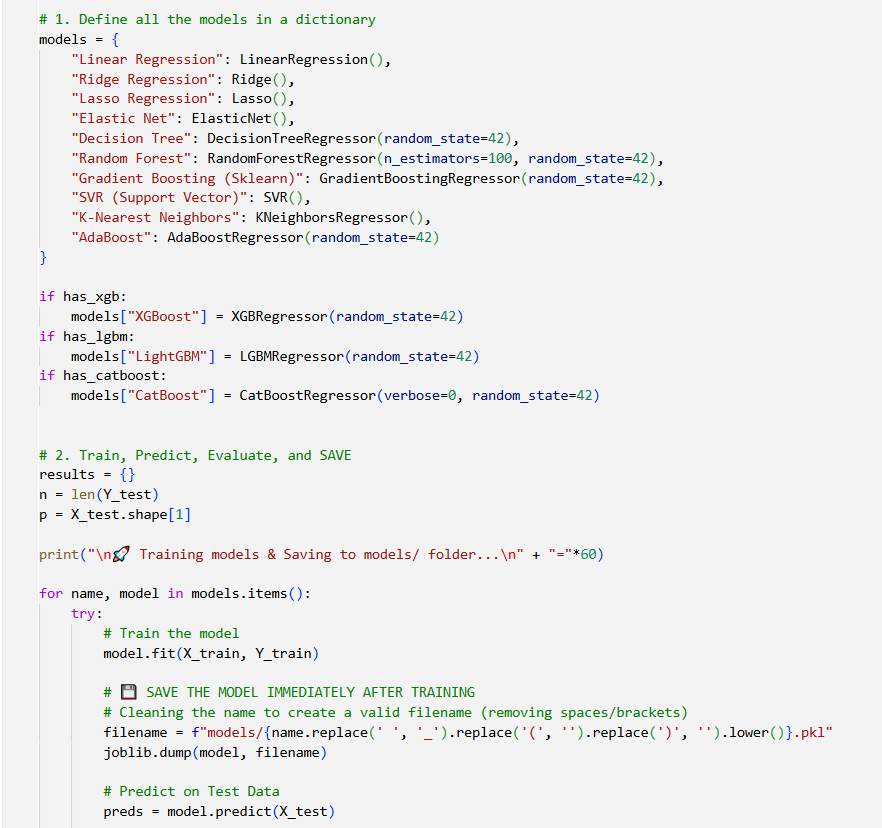 # 1. Define all the models in a dictionary
models = {
    "Linear Regression": LinearRegression(),
    "Ridge Regression": Ridge(),
    "Lasso Regression": Lasso(),
    "Elastic Net": ElasticNet(),
    "Decision Tree": DecisionTreeRegressor(random_state=42),
    "Random Forest": RandomForestRegressor(n_estimators=100, random_state=42),
    "Gradient Boosting (Sklearn)": GradientBoostingRegressor(random_state=42),
    "SVR (Support Vector)": SVR(),
    "K-Nearest Neighbors": KNeighborsRegressor(),
    "AdaBoost": AdaBoostRegressor(random_state=42)
}
if has_xgb:
    models["XGBoost"] = XGBRegressor(random_state=42)
if has_lgbm:
    models["LightGBM"] = LGBMRegressor(random_state=42)
if has_catboost:
    models["CatBoost"] = CatBoostRegressor(verbose=0, random_state=42)
# 2. Train, Predict, Evaluate, and SAVE
results = {}
n = len(Y_test)
p = X_test.shape[1]
print("\n🚀 Training models & Saving to models/ folder...\n" + "="*60)
for name, model in models.items():
    try:
        # Train the model
        model.fit(X_train, Y_train)
        # 💾 SAVE THE MODEL IMMEDIATELY AFTER TRAINING
        # Cleaning the name to create a valid filename (removing spaces/brackets)
        filename = f"models/{name.replace(' ', '_').replace('(', '').replace(')', '').lower()}.pkl"
        joblib.dump(model, filename)
        # Predict on Test Data
        preds = model.predict(X_test)